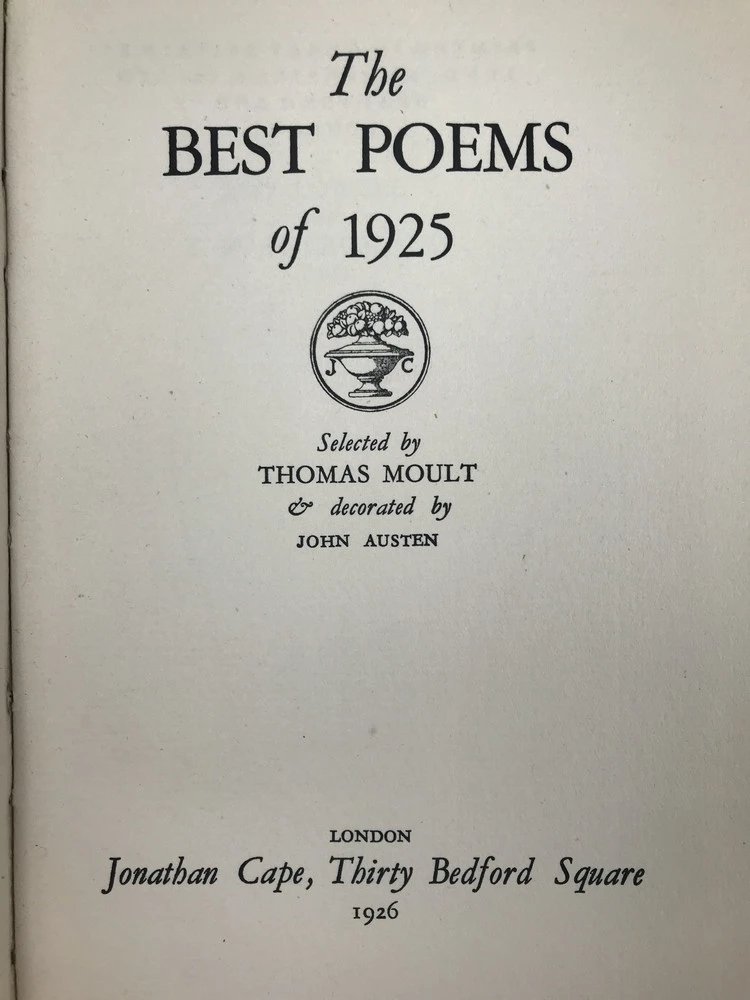 The
BEST POEMS
of 1925
J C
Selected by
THOMAS MOULT
& decorated by
JOHN AUSTEN
LONDON
Jonathan Cape, Thirty Bedford Square
1926